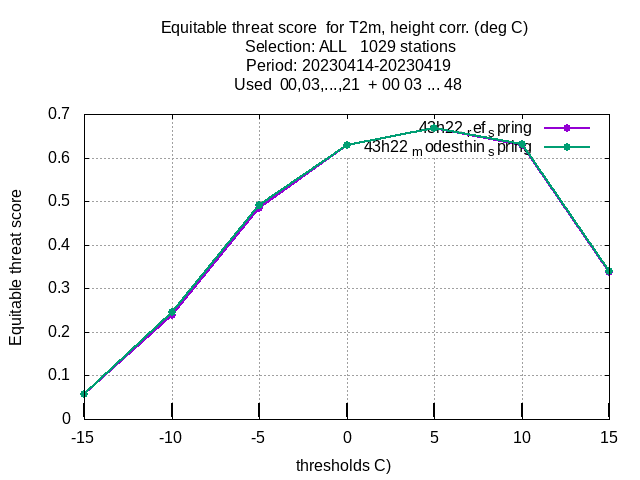 Equitable threat score  for T2m, height corr. (deg C)
Selection: ALL   1029 stations
Period: 20230414-20230419
Used  00,03,...,21  + 00 03 ... 48
43h22_ref_spring
43h22_modesthin_spring
0.7
0.6
0.5
0.4
0.3
0.2
0.1
0
Equitable threat score
-15 -10 -5 0 5 10 15
thresholds C)